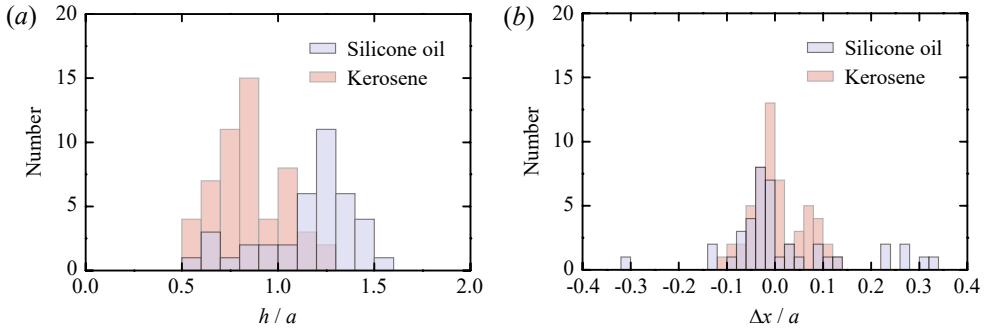 (a)
20
15
10
5
0
Number
Silicone oil
Kerosene
0.0 0.5 1.0 1.5 2.0
h / a
(b)
20
15
10
5
0
Number
Silicone oil
Kerosene
-0.4 -0.3 -0.2 -0.1 0.0 0.1 0.2 0.3 0.4
Δx / a